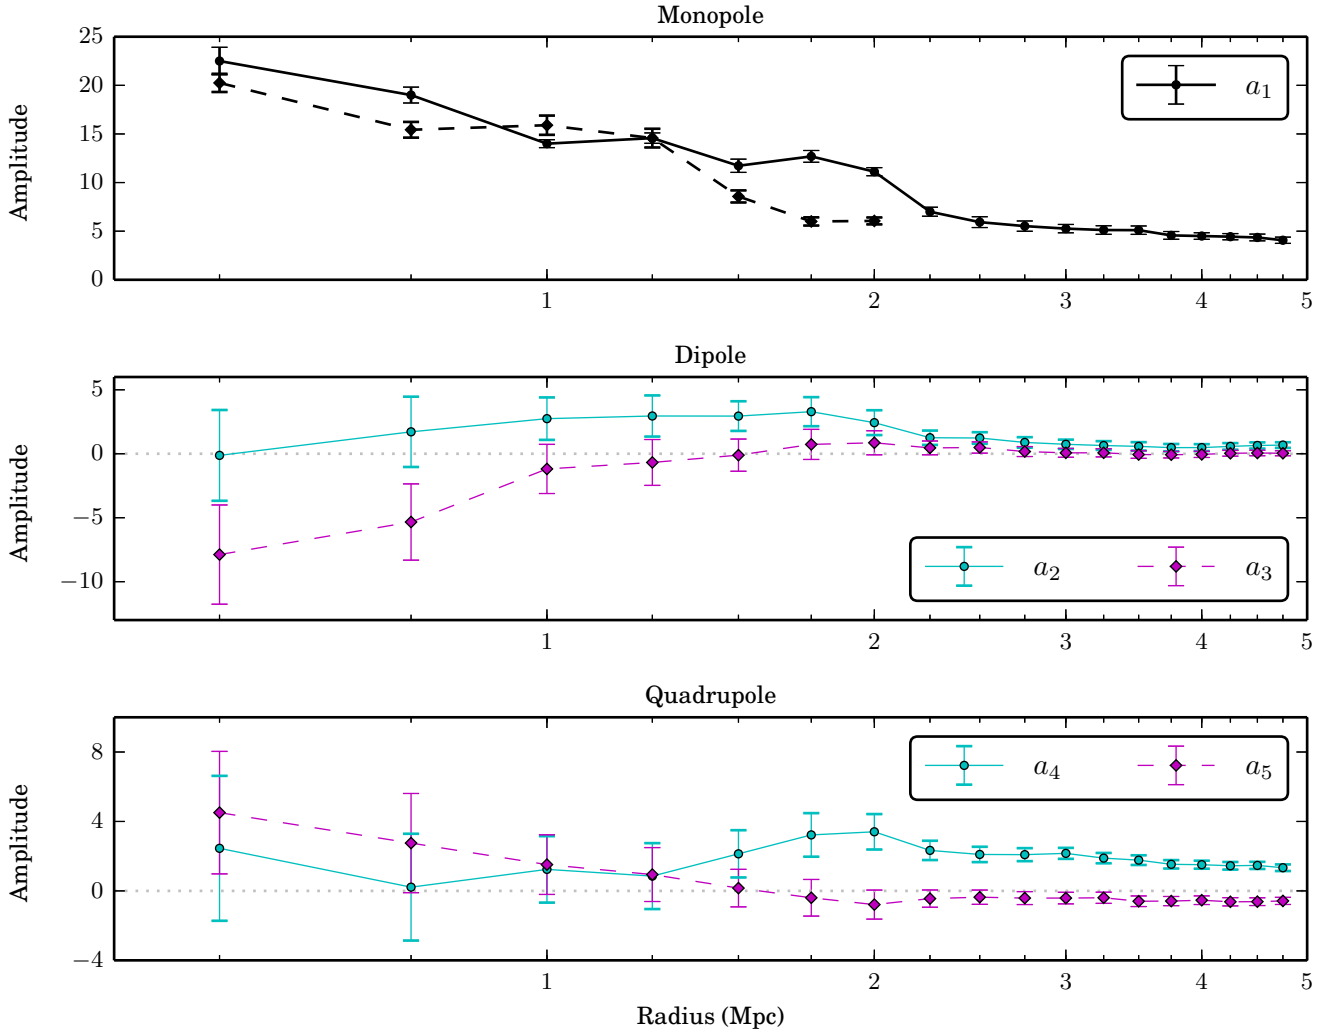 Monopole
25
20
15
10
5
0
Amplitude
a₁
1 2 3 4 5
Dipole
5
0
−5
−10
Amplitude
a₂ a₃
1 2 3 4 5
Quadrupole
8
4
0
−4
Amplitude
a₄ a₅
1 2 3 4 5
Radius (Mpc)